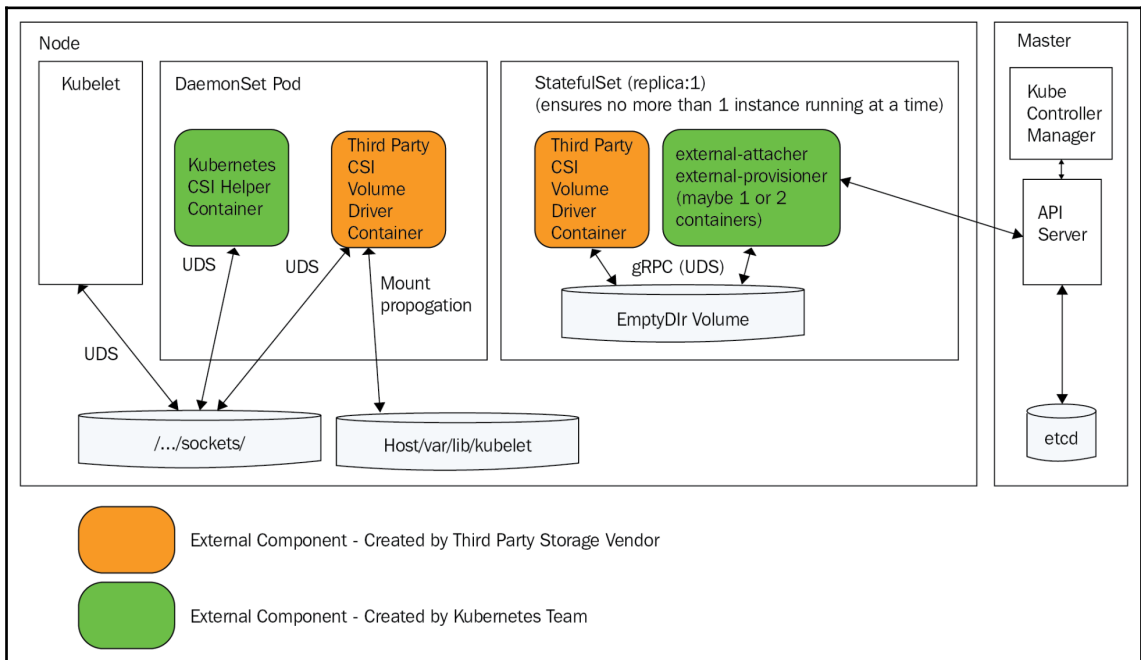 Node
Kubelet
DaemonSet Pod
Kubernetes
CSI Helper
Container
Third Party
CSI
Volume
Driver
Container
UDS
UDS
Mount
propogation
UDS
/.../sockets/
Host/var/lib/kubelet
StatefulSet (replica:1)
(ensures no more than 1 instance running at a time)
Third Party
CSI
Volume
Driver
Container
external-attacher
external-provisioner
(maybe 1 or 2
containers)
gRPC (UDS)
EmptyDIr Volume
Master
Kube
Controller
Manager
API
Server
etcd
External Component - Created by Third Party Storage Vendor
External Component - Created by Kubernetes Team